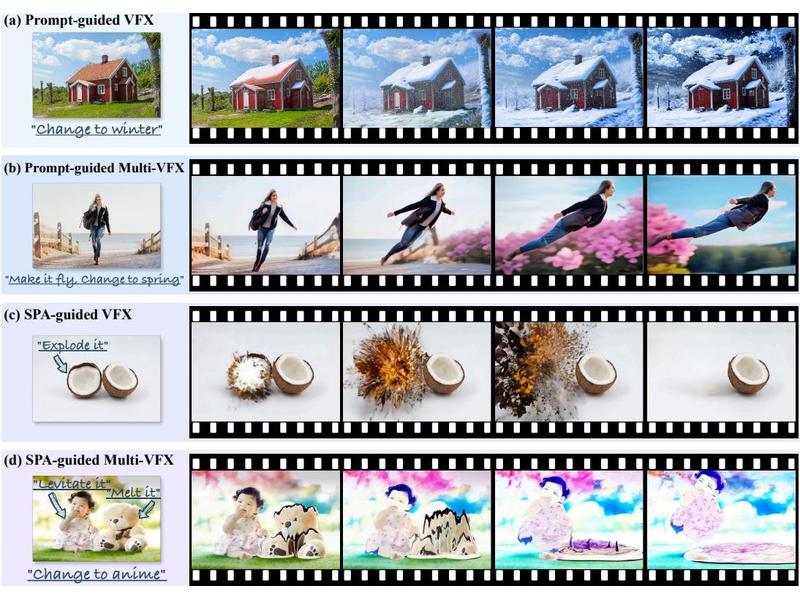 (a) Prompt-guided VFX
"Change to winter"
(b) Prompt-guided Multi-VFX
"Make it fly, Change to spring"
(c) SPA-guided VFX
"Explode it"
(d) SPA-guided Multi-VFX
"Levitate it"
"Melt it"
"Change to anime"